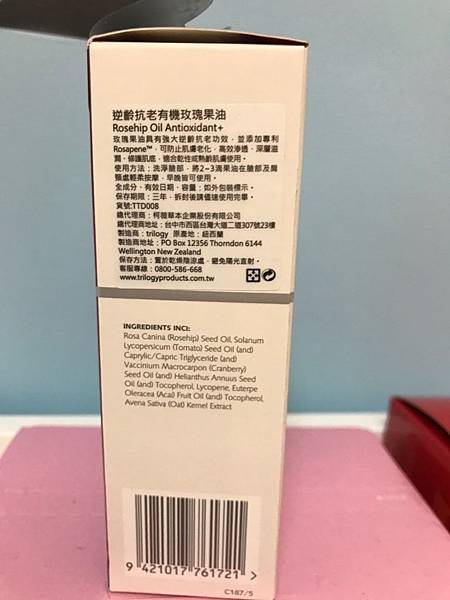 逆齡抗老有機玫瑰果油
Rosehip Oil Antioxidant+
玫瑰果油具有強大逆齡抗老功效，並添加專利
Rosapene™，可防止肌膚老化，高效滲透，深層滋
潤、修護肌底，適合乾性或熟齡肌膚使用。
使用方法：洗淨臉部，將2~3滴果油在臉部及肩
頸處輕柔按摩，早晚皆可使用。
全成分、有效日期、容量：如外包裝標示。
保存期限：三年，拆封後請儘速使用完畢。
貨號:TTD008
總代理商：柯薇草本企業股份有限公司
總代理商地址：台中市西區台灣大道二段307號23樓
製造商：trilogy 原產地：紐西蘭
製造商地址：PO Box 12356 Thorndon 6144
Wellington New Zealand
保存方法：置於乾燥陰涼處，避免陽光直射。
客服專線：0800-586-668
www.trilogyproducts.com.tw
INGREDIENTS INCI:
Rosa Canina (Rosehip) Seed Oil, Solanum
Lycopersicum (Tomato) Seed Oil (and)
Caprylic/Capric Triglyceride (and)
Vaccinium Macrocarpon (Cranberry)
Seed Oil (and) Helianthus Annuus Seed
Oil (and) Tocopherol, Lycopene, Euterpe
Oleracea (Acai) Fruit Oil (and) Tocopherol,
Avena Sativa (Oat) Kernel Extract
9 421017 761721 >
C187/5